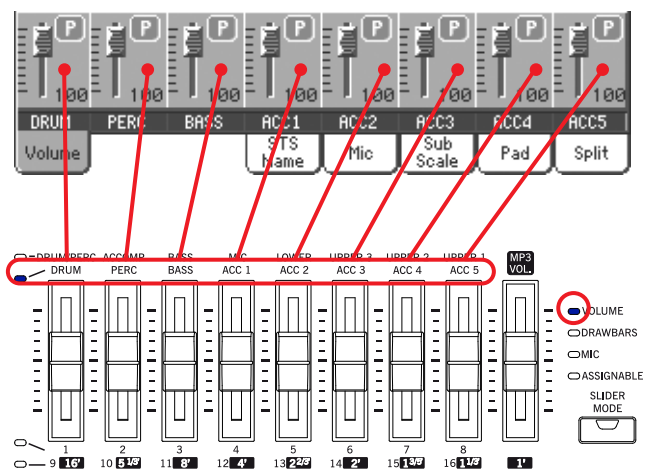 P P P P P P P P
100 100 100 100 100 100 100 100
DRUM PERC BASS ACC1 ACC2 ACC3 ACC4 ACC5
Volume STS Name Mic Sub Scale Pad Split
DRUM/PERC ACCOMP BASS MIC LOWER UPPER 3 UPPER 2 UPPER 1 MP3 VOL.
DRUM PERC BASS ACC 1 ACC 2 ACC 3 ACC 4 ACC 5
VOLUME
DRAWBARS
MIC
ASSIGNABLE
SLIDER
MODE
1 2 3 4 5 6 7 8
9 16' 10 5 1/3' 11 8' 12 4' 13 2 2/3' 14 2' 15 1 3/5' 16 1 1/3' 1'